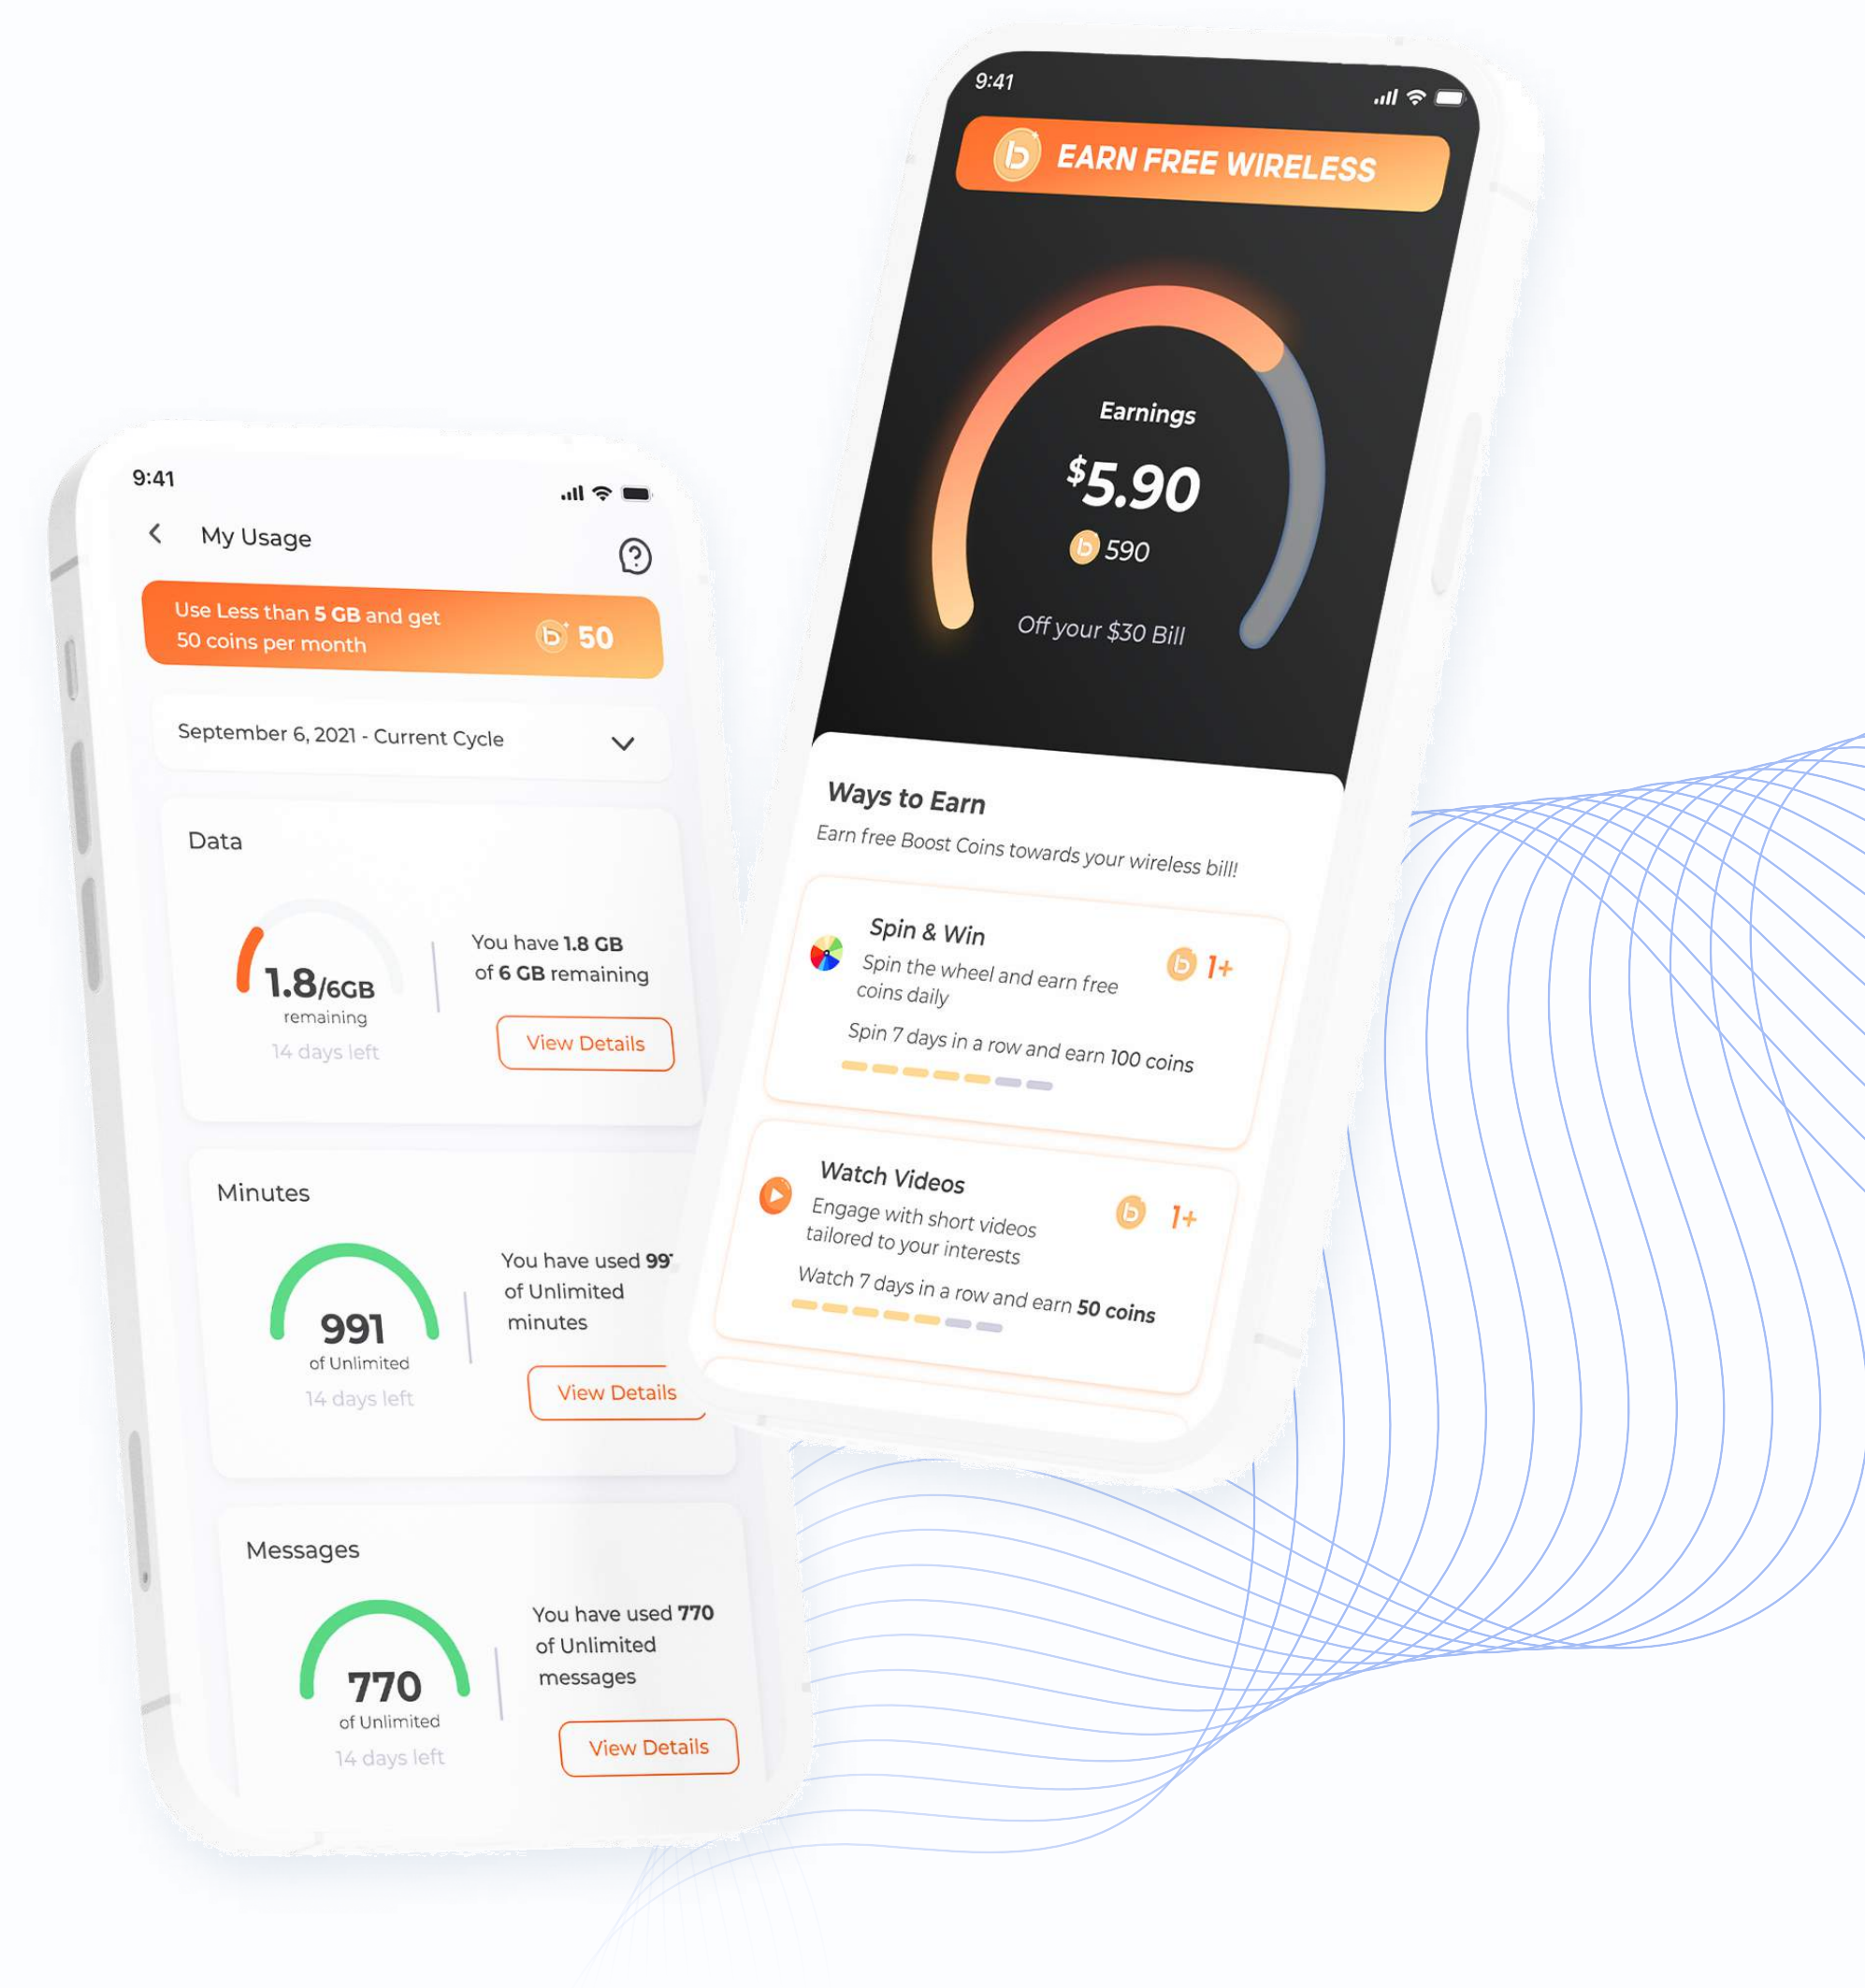 9:41
My Usage
Use Less than 5 GB and get
50 coins per month
50
September 6, 2021 - Current Cycle
Data
1.8/6GB
remaining
14 days left
You have 1.8 GB
of 6 GB remaining
View Details
Minutes
991
of Unlimited
14 days left
You have used
of Unlimited
minutes
View Details
Messages
770
of Unlimited
14 days left
You have used 770
of Unlimited
messages
View Details
9:41
b EARN FREE WIRELESS
Earnings
$5.90
590
Off your $30 Bill
Ways to Earn
Earn free Boost Coins towards your wireless bill!
Spin & Win
1+
Spin the wheel and earn free
coins daily
Spin 7 days in a row and earn 100 coins
Watch Videos
1+
Engage with short videos
tailored to your interests
Watch 7 days in a row and earn 50 coins